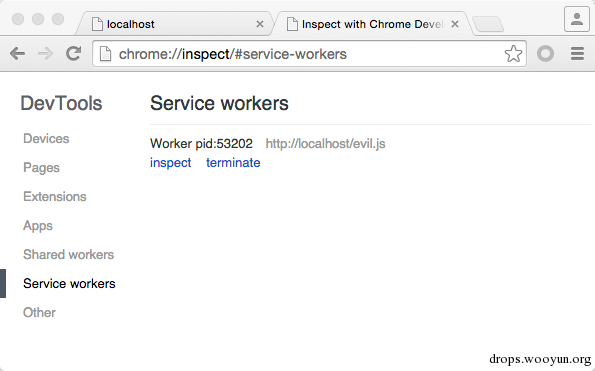 localhost
Inspect with Chrome Devel
chrome://inspect/#service-workers
DevTools
Devices
Pages
Extensions
Apps
Shared workers
Service workers
Other
Service workers
Worker pid:53202 http://localhost/evil.js
inspect terminate
drops.wooyun.org